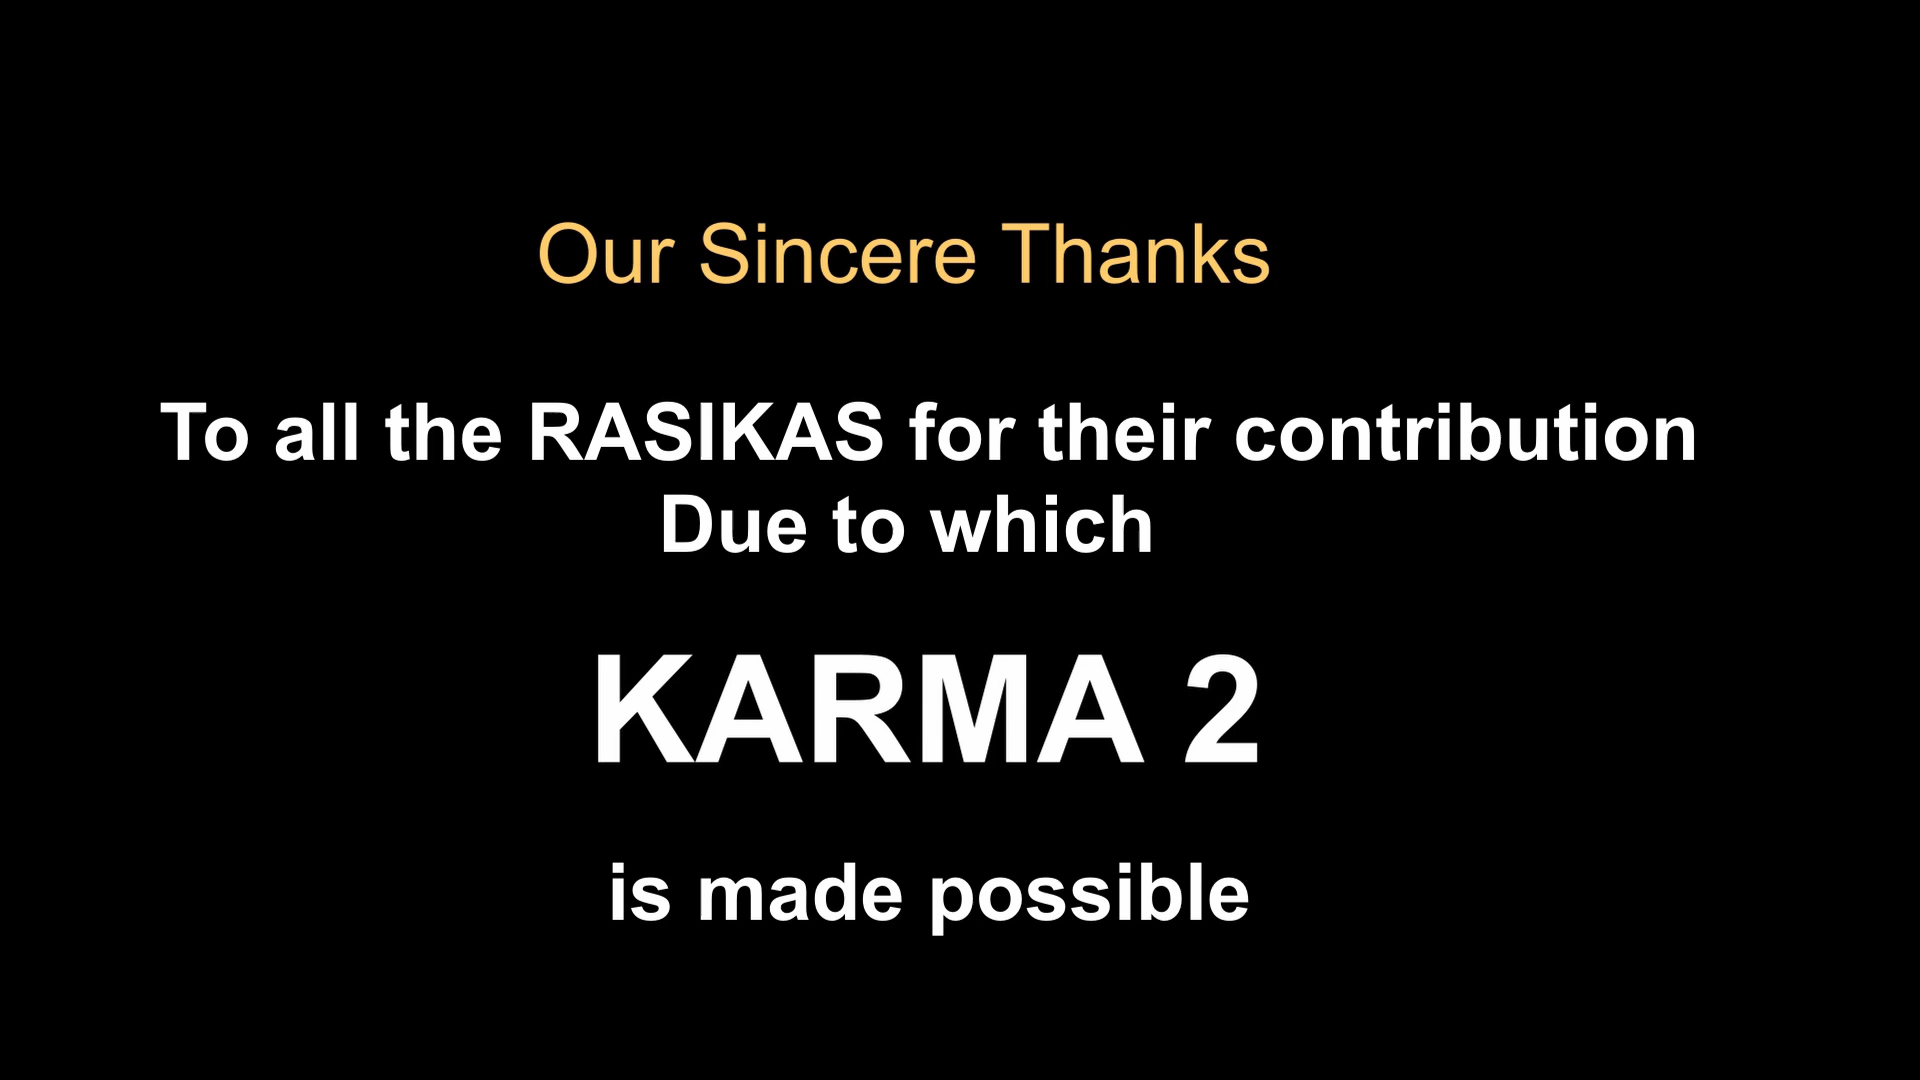 Our Sincere Thanks
To all the RASIKAS for their contribution
Due to which
KARMA 2
is made possible